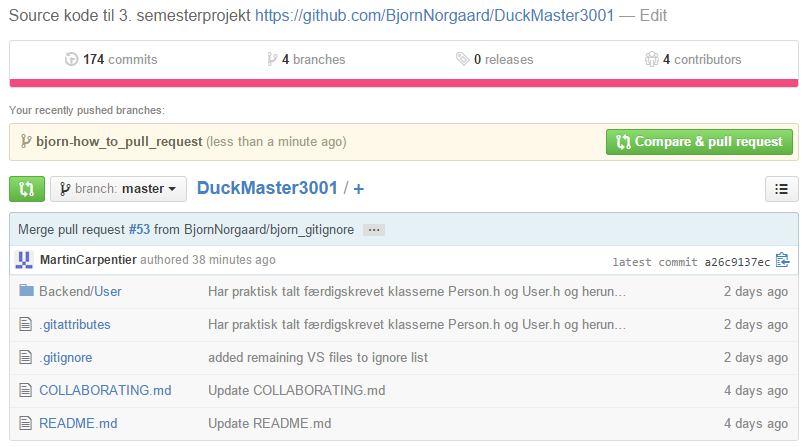 Source kode til 3. semesterprojekt https://github.com/BjornNorgaard/DuckMaster3001 — Edit
174 commits 4 branches 0 releases 4 contributors
Your recently pushed branches:
bjorn-how_to_pull_request (less than a minute ago) Compare & pull request
branch: master DuckMaster3001 / +
Merge pull request #53 from BjornNorgaard/bjorn_gitignore ...
MartinCarpentier authored 38 minutes ago latest commit a26c9137ec
Backend/User Har praktisk talt færdigskrevet klasserne Person.h og User.h og herun... 2 days ago
.gitattributes Har praktisk talt færdigskrevet klasserne Person.h og User.h og herun... 2 days ago
.gitignore added remaining VS files to ignore list 2 days ago
COLLABORATING.md Update COLLABORATING.md 4 days ago
README.md Update README.md 4 days ago